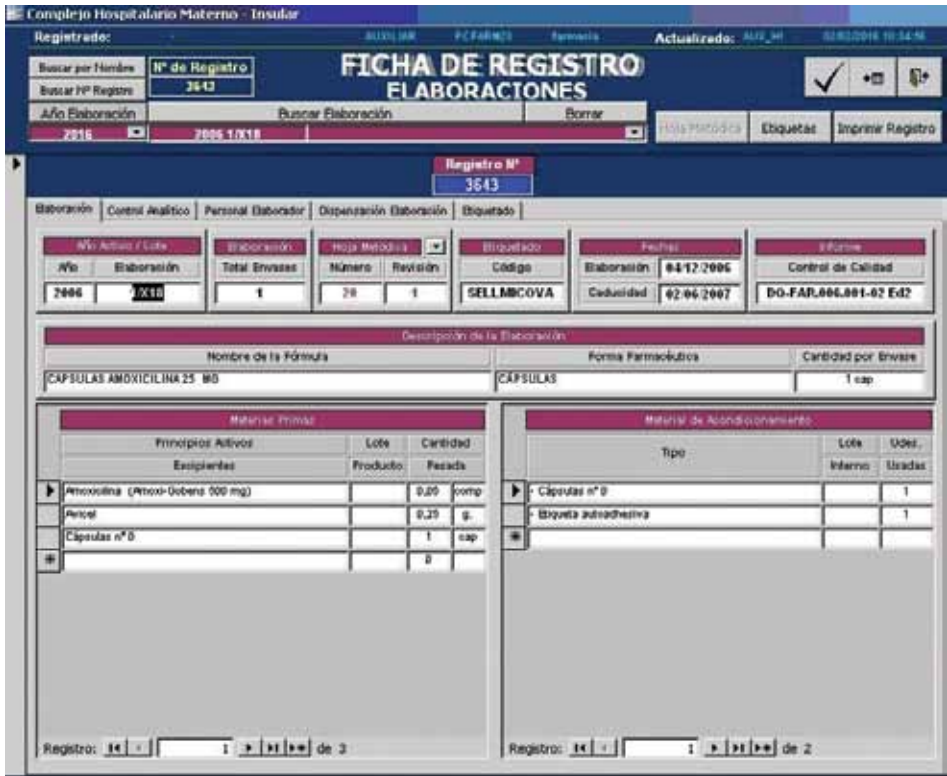 Complejo Hospitalario Materno - Insular
Registrado: AUXILIAR PCFARM23 Farmacia Actualizado:
Buscar por Nombre Nº de Registro FICHA DE REGISTRO
Buscar Nº Registro 3643 ELABORACIONES
Año Elaboración Buscar Elaboración Borrar
2016 2006 1/X18 Hoja Metódica Etiquetas Imprimir Registro
Registro Nº
3643
Elaboración Control Analítico Personal Elaborador Dispensación Elaboración Etiquetado
Año Activo / Lote Elaboración Hoja Metódica Etiquetado Fechas Informe
Año Elaboración Total Envases Número Revisión Código Elaboración 04/12/2006 Control de Calidad
2006 1/X18 1 20 1 SELLMICOVA Caducidad 02/06/2007 DO-FAR.006.001-02 Ed2
Descripción de la Elaboración
Nombre de la Fórmula Forma Farmacéutica Cantidad por Envase
CAPSULAS AMOXICILINA 25 MG CÁPSULAS 1 cap
Materias Primas Material de Acondicionamiento
Principios Activos Lote Cantidad Tipo Lote Udes.
Excipientes Producto Pesada Interno Usadas
Amoxicilina (Amoxi-Gobens 500 mg) 0,05 comp - Cápsulas nº 0 1
Avicel 0,25 g. - Etiqueta autoadhesiva 1
Cápsulas nº 0 1 cap
0
Registro: 1 de 3 Registro: 1 de 2